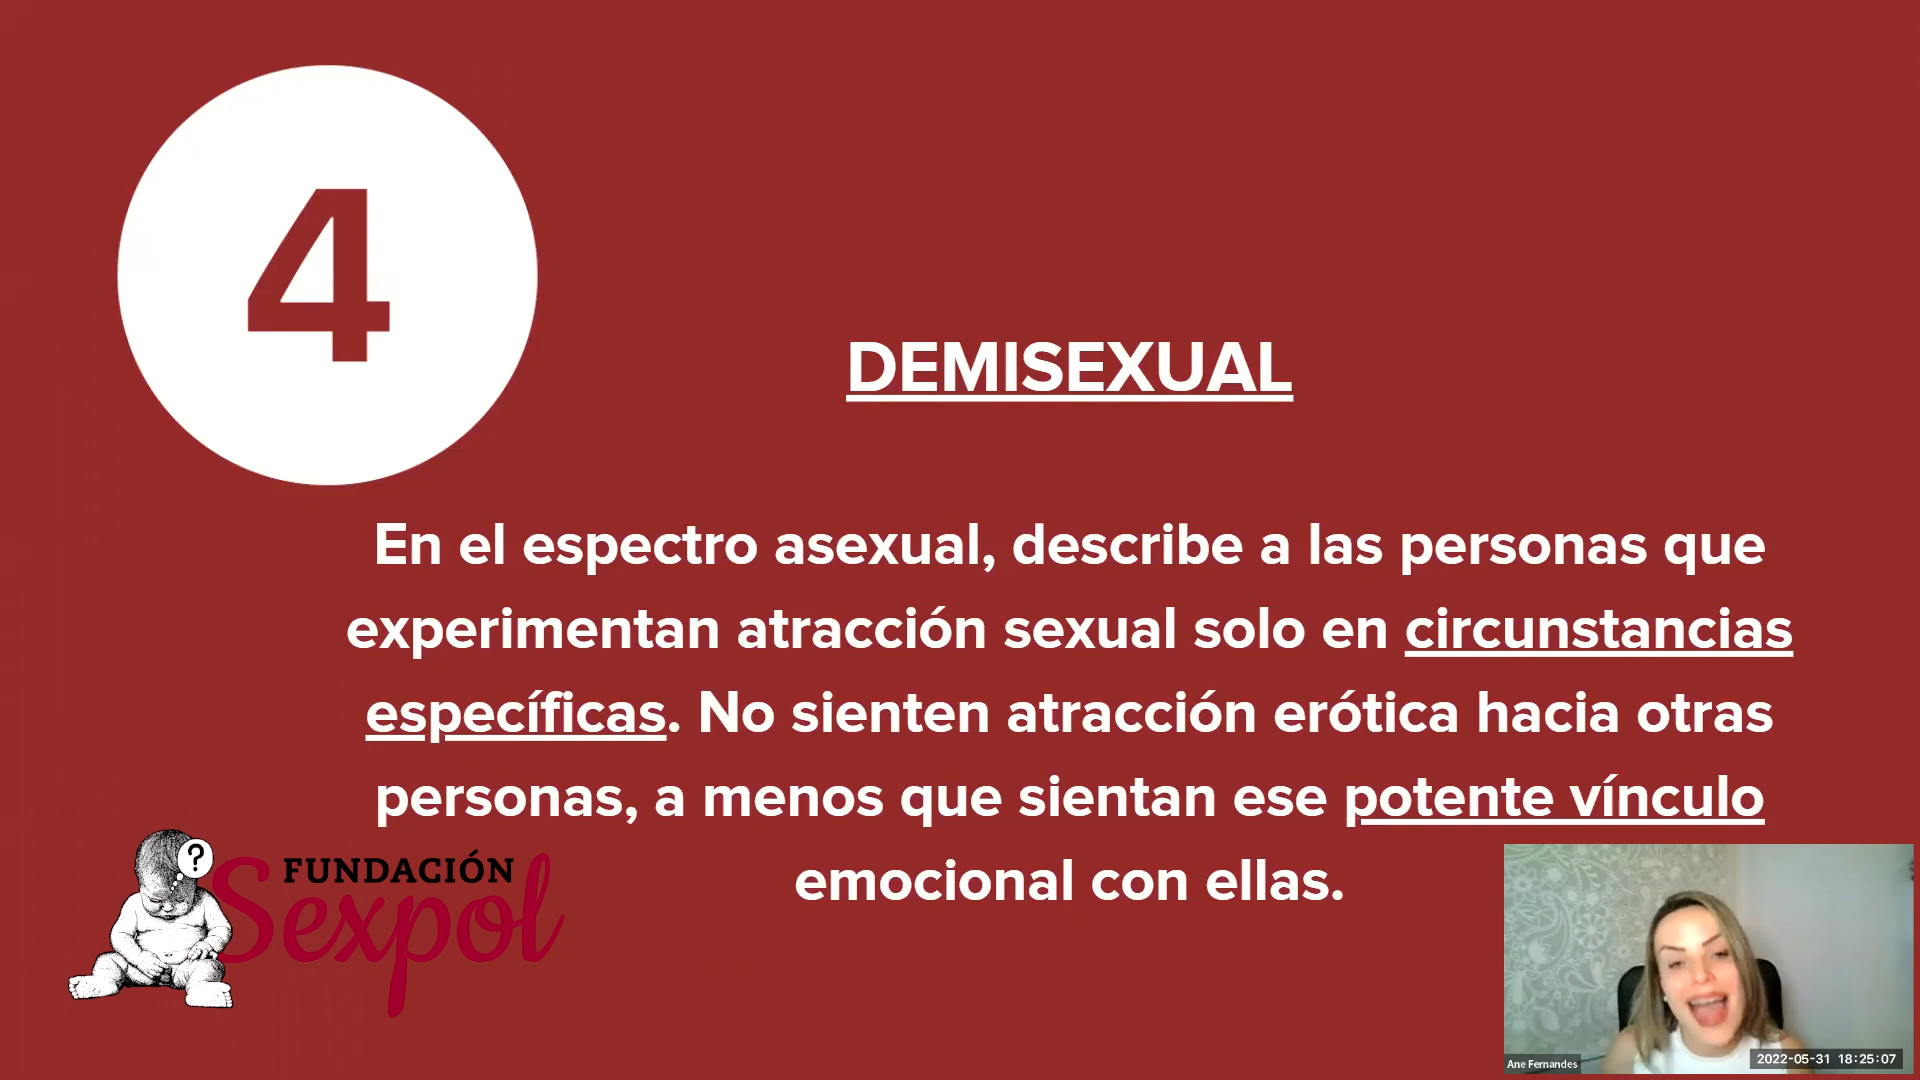 4
DEMISEXUAL
En el espectro asexual, describe a las personas que
experimentan atracción sexual solo en circunstancias
específicas. No sienten atracción erótica hacia otras
personas, a menos que sientan ese potente vínculo
emocional con ellas.
?
FUNDACIÓN
Sexpol
Ane Fernandes
2022-05-31 18:25:07